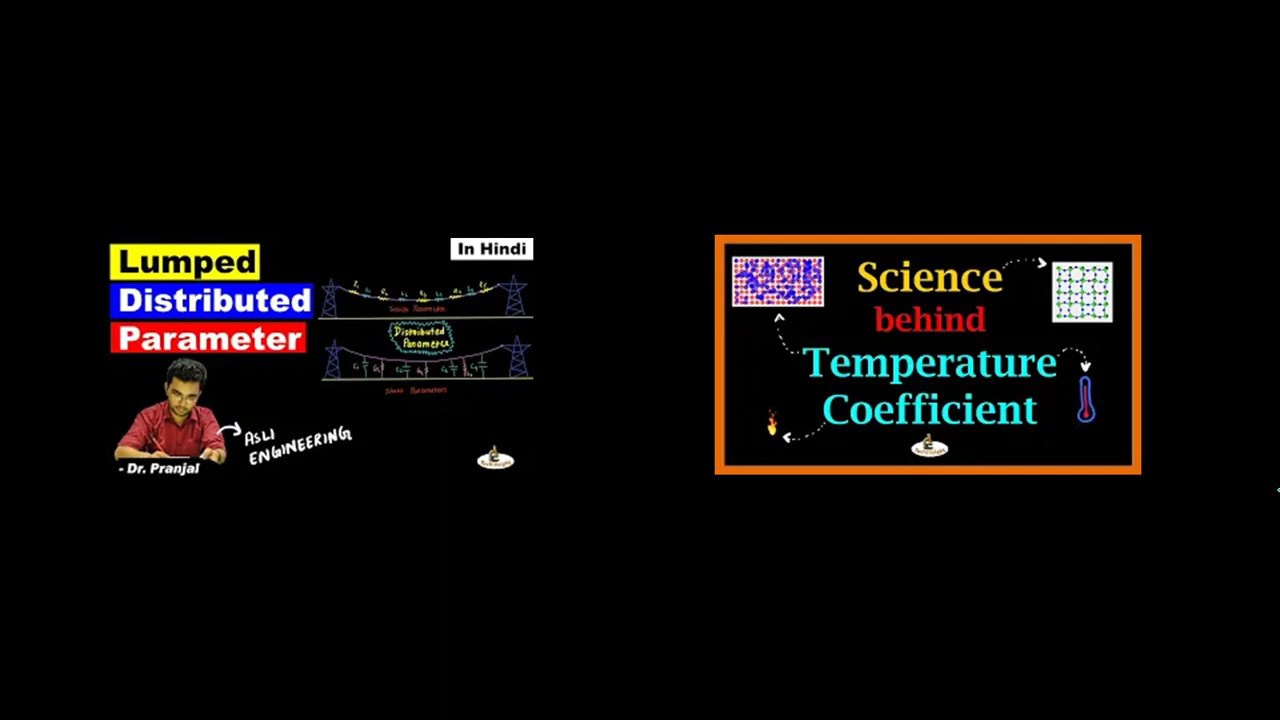 Lumped
Distributed
Parameter
In Hindi
Distributed
Parameter
ASLI
ENGINEERING
- Dr. Pranjal
Science
behind
Temperature
Coefficient